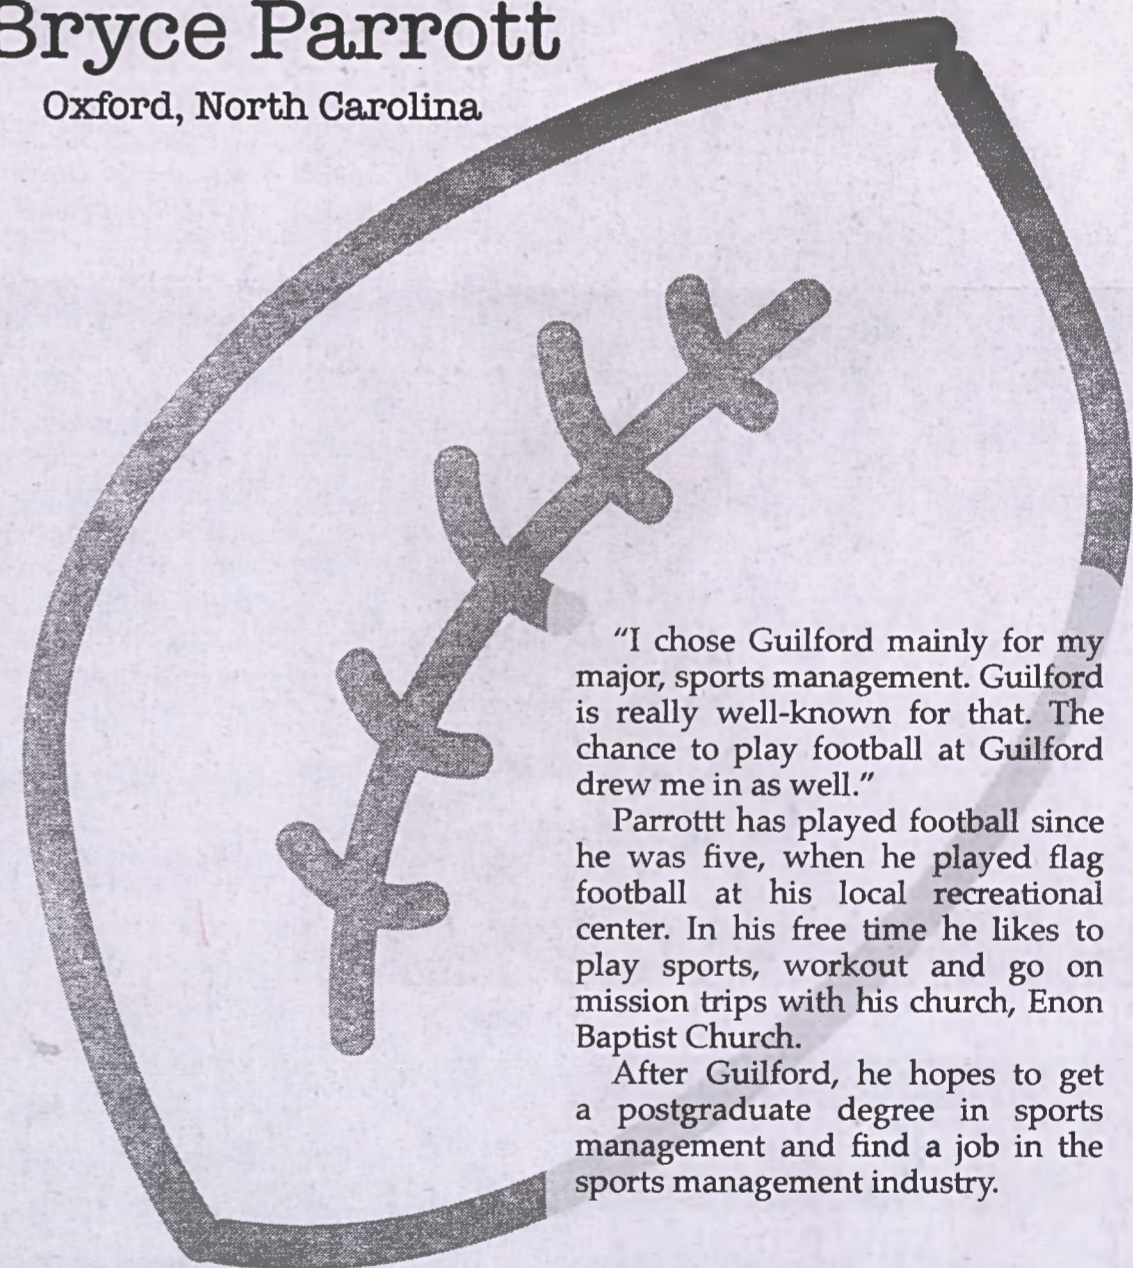 Bryce Parrott
Oxford, North Carolina
"I chose Guilford mainly for my
major, sports management. Guilford
is really well-known for that. The
chance to play football at Guilford
drew me in as well."
Parrottt has played football since
he was five, when he played flag
football at his local recreational
center. In his free time he likes to
play sports, workout and go on
mission trips with his church, Enon
Baptist Church.
After Guilford, he hopes to get
a postgraduate degree in sports
management and find a job in the
sports management industry.